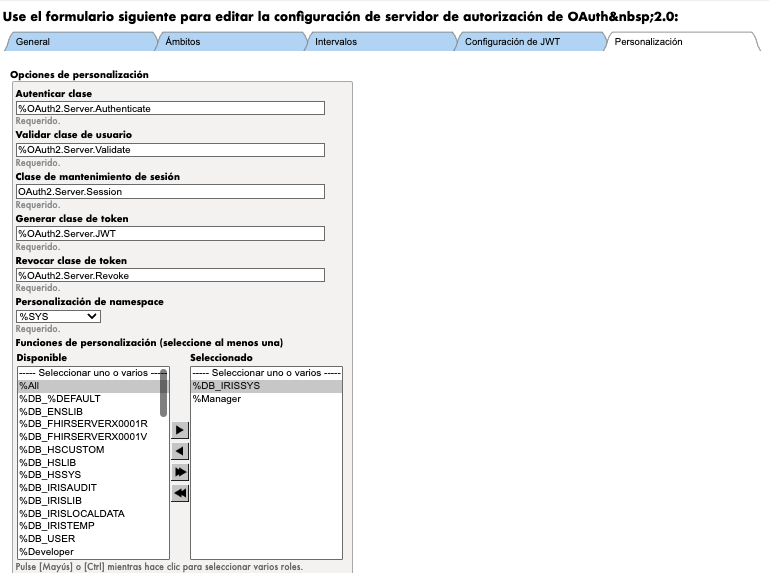 Use el formulario siguiente para editar la configuración de servidor de autorización de OAuth&nbsp;2.0:
General
Ámbitos
Intervalos
Configuración de JWT
Personalización
Opciones de personalización
Autenticar clase
%OAuth2.Server.Authenticate
Requerido.
Validar clase de usuario
%OAuth2.Server.Validate
Requerido.
Clase de mantenimiento de sesión
OAuth2.Server.Session
Requerido.
Generar clase de token
%OAuth2.Server.JWT
Requerido.
Revocar clase de token
%OAuth2.Server.Revoke
Requerido.
Personalización de namespace
%SYS
Requerido.
Funciones de personalización (seleccione al menos una)
Disponible
----- Seleccionar uno o varios -----
%All
%DB_%DEFAULT
%DB_ENSLIB
%DB_FHIRSERVERX0001R
%DB_FHIRSERVERX0001V
%DB_HSCUSTOM
%DB_HSLIB
%DB_HSSYS
%DB_IRISAUDIT
%DB_IRISLIB
%DB_IRISLOCALDATA
%DB_IRISTEMP
%DB_USER
%Developer
Seleccionado
----- Seleccionar uno o varios -----
%DB_IRISSYS
%Manager
Pulse [Mayús] o [Ctrl] mientras hace clic para seleccionar varios roles.